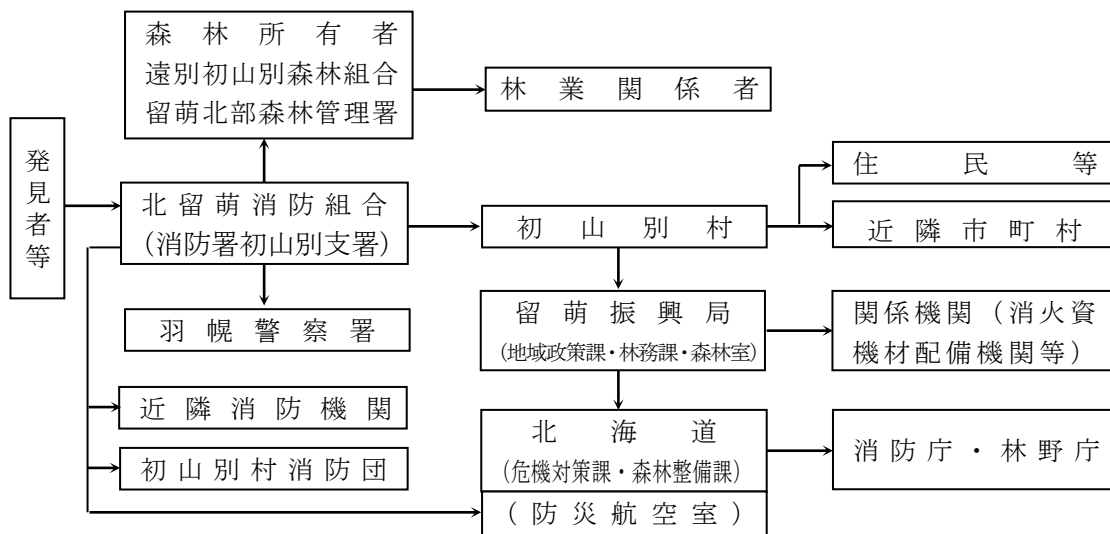 森林所有者
遠別初山別森林組合
留萌北部森林管理署
林業関係者
発見者等
北留萌消防組合
（消防署初山別支署）
初山別村
住民等
近隣市町村
羽幌警察署
留萌振興局
（地域政策課・林務課・森林室）
関係機関（消火資
機材配備機関等）
近隣消防機関
初山別村消防団
北海道
（危機対策課・森林整備課）
（防災航空室）
消防庁・林野庁